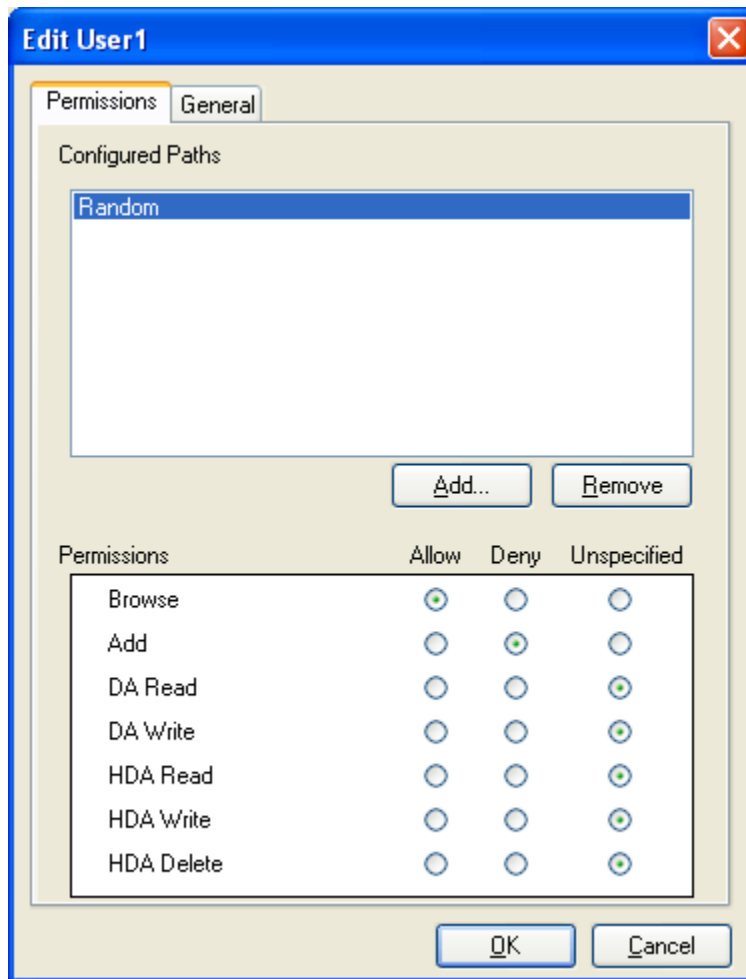 Edit User1
Permissions General
Configured Paths
Random
Add... Remove
Permissions Allow Deny Unspecified
Browse
Add
DA Read
DA Write
HDA Read
HDA Write
HDA Delete
OK Cancel